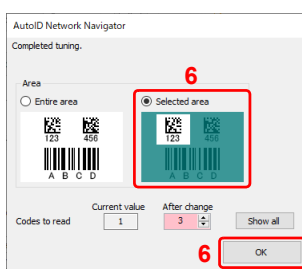 AutoID Network Navigator
Completed tuning.
6
Area
Entire area
Selected area
123 456
A B C D
123 456
A B C D
Current value After change
Codes to read 1 3 Show all
6 OK